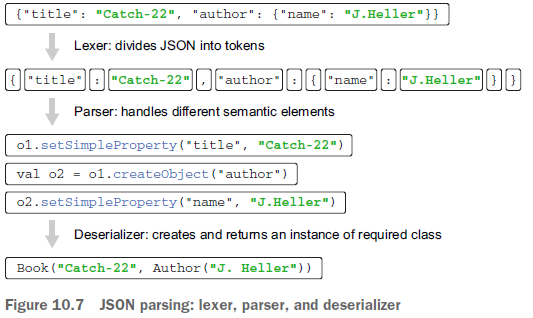 {"title": "Catch-22", "author": {"name": "J.Heller"}}
Lexer: divides JSON into tokens
{ "title" : "Catch-22" , "author" : { "name" : "J.Heller" } }
Parser: handles different semantic elements
o1.setSimpleProperty("title", "Catch-22")
val o2 = o1.createObject("author")
o2.setSimpleProperty("name", "J.Heller")
Deserializer: creates and returns an instance of required class
Book("Catch-22", Author("J. Heller"))
Figure 10.7 JSON parsing: lexer, parser, and deserializer